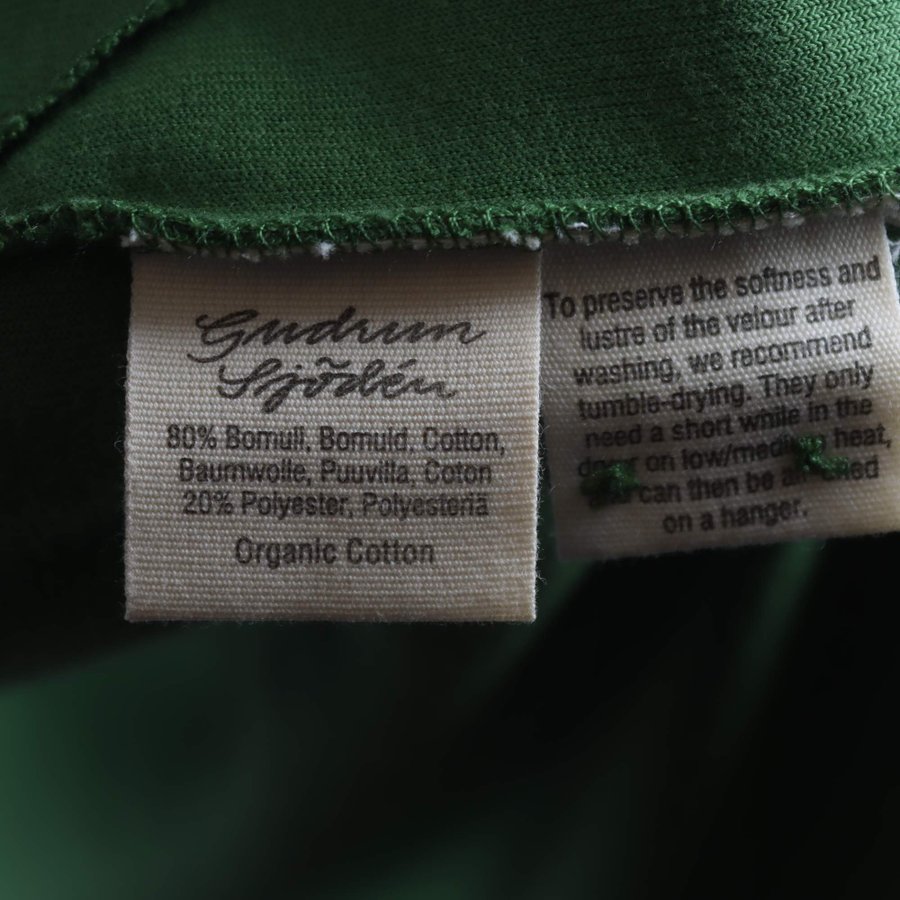 Gudrun
Sjödén
80% Bomull, Bomuld, Cotton,
Baumwolle, Puuvilla, Coton
20% Polyester, Polyesteriä
Organic Cotton
To preserve the softness and
lustre of the velour after
washing, we recommend
tumble-drying. They only
need a short while in the
on low/medium heat,
can then be
on a hanger.